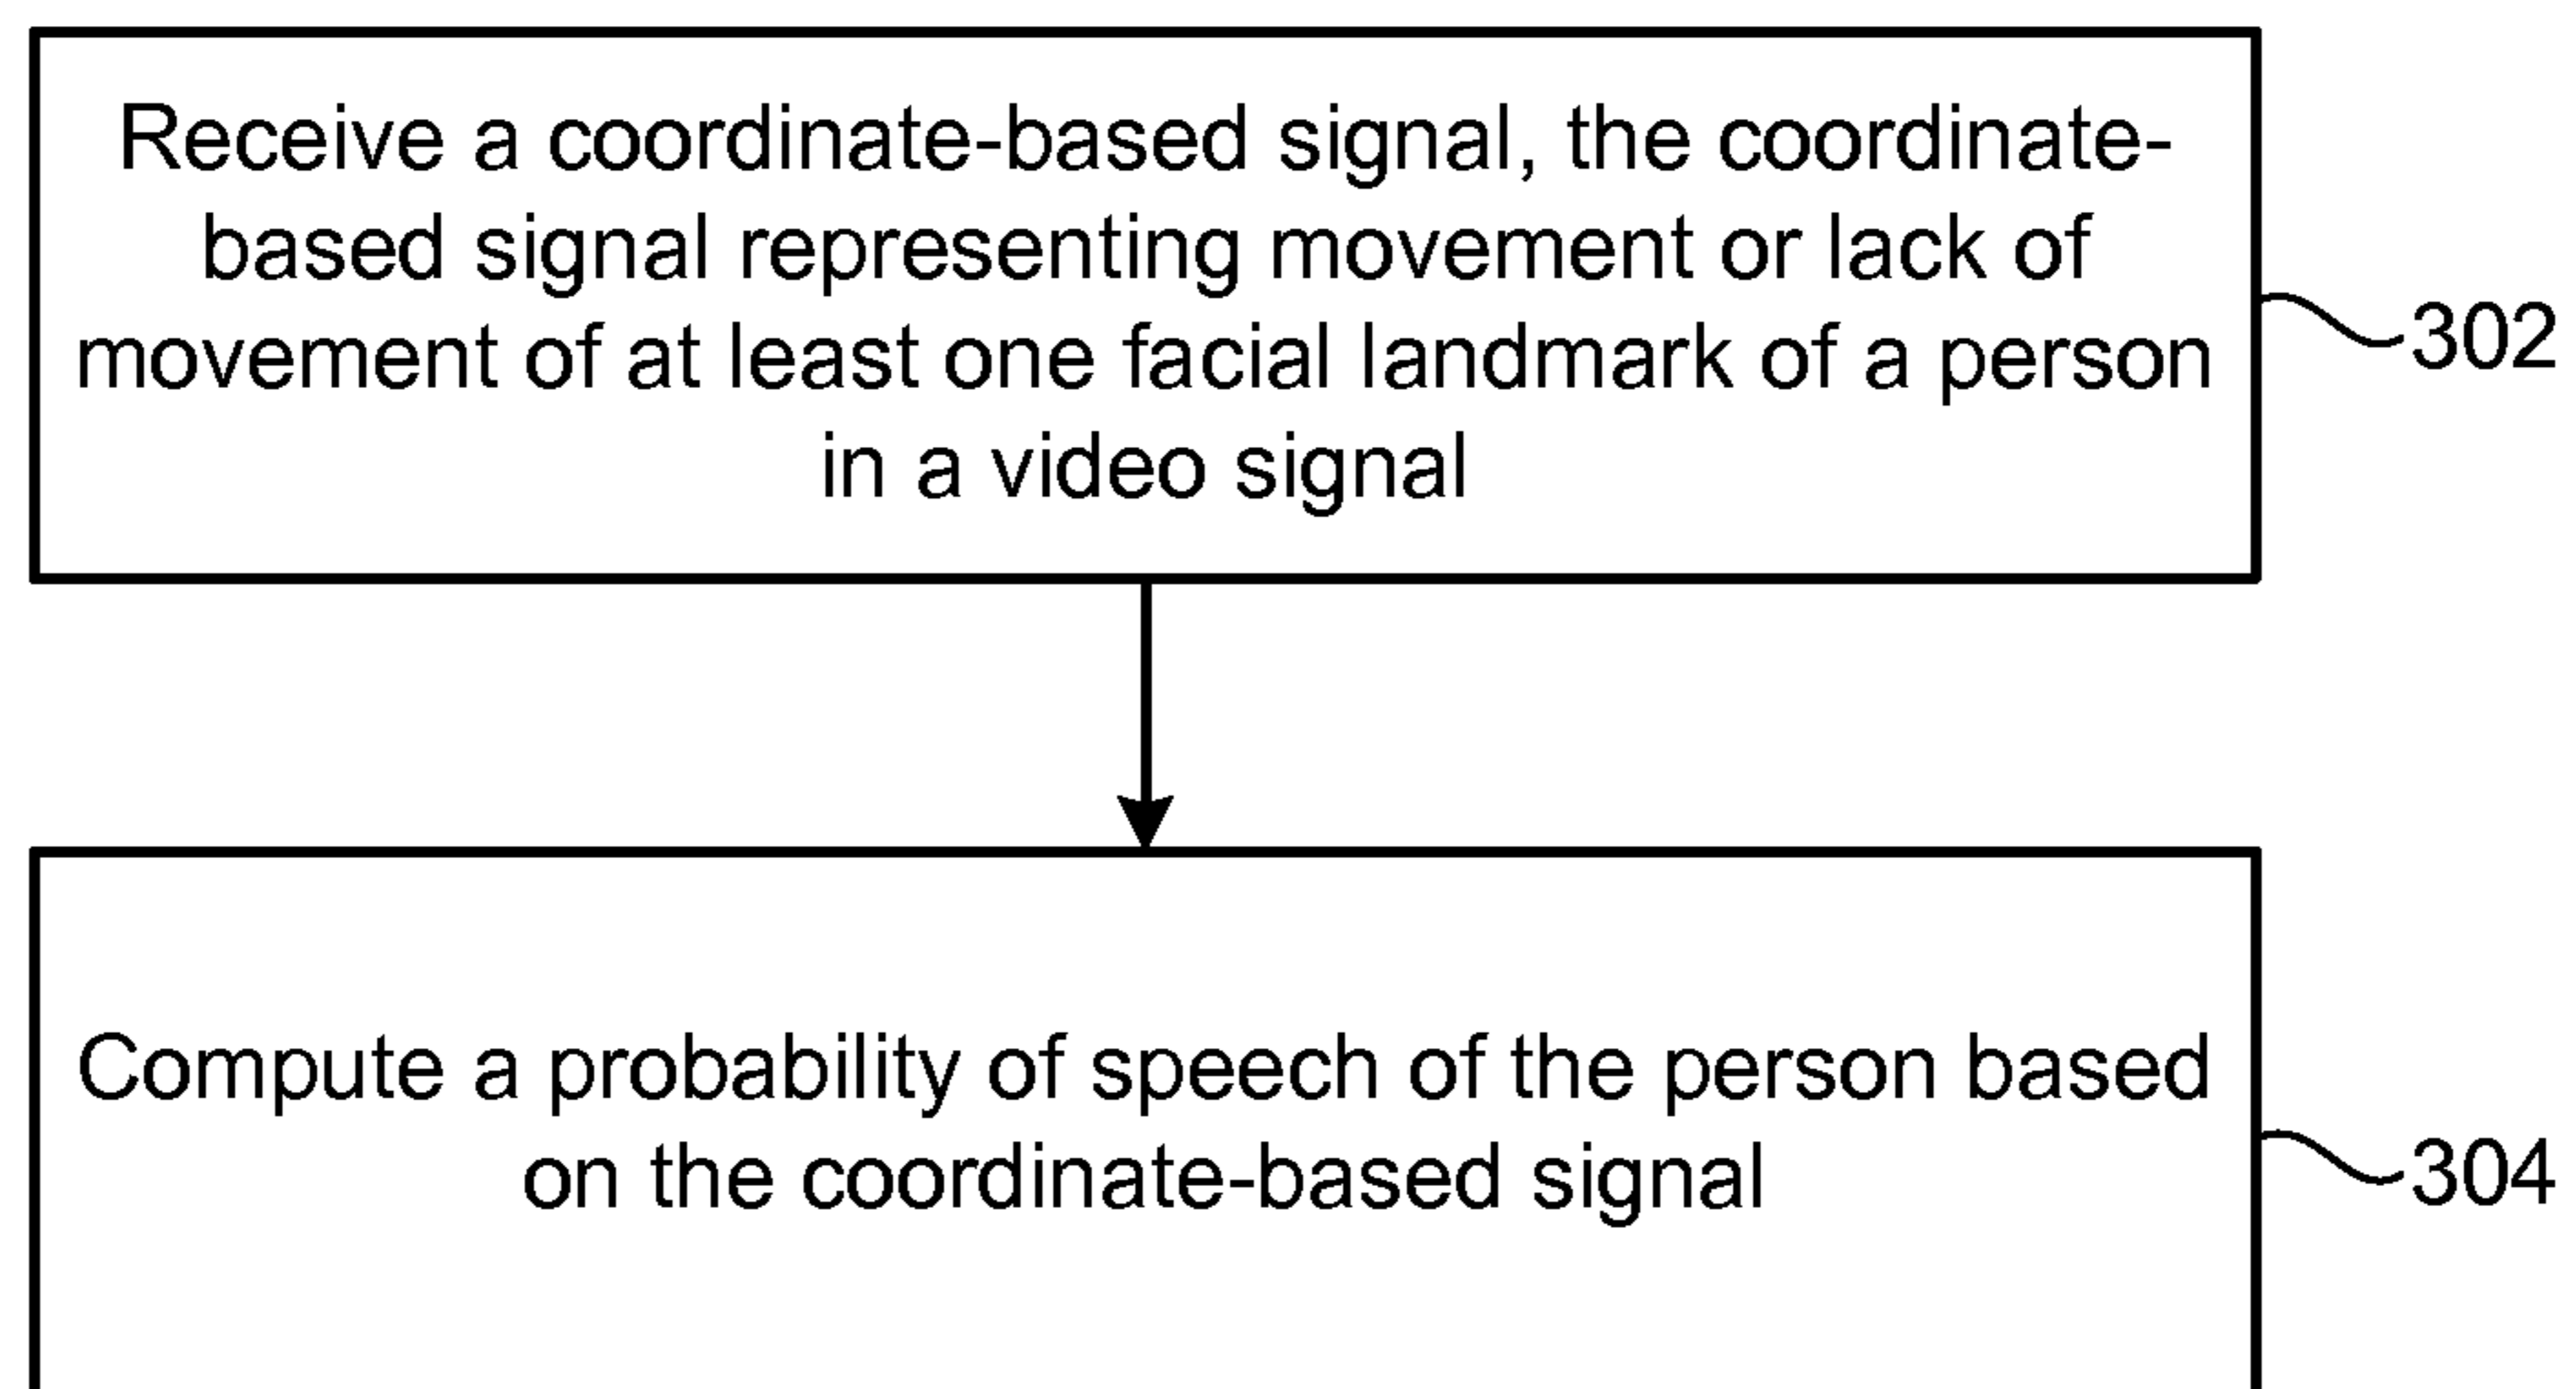 Receive a coordinate-based signal, the coordinate-
based signal representing movement or lack of
movement of at least one facial landmark of a person
in a video signal
302
Compute a probability of speech of the person based
on the coordinate-based signal
304